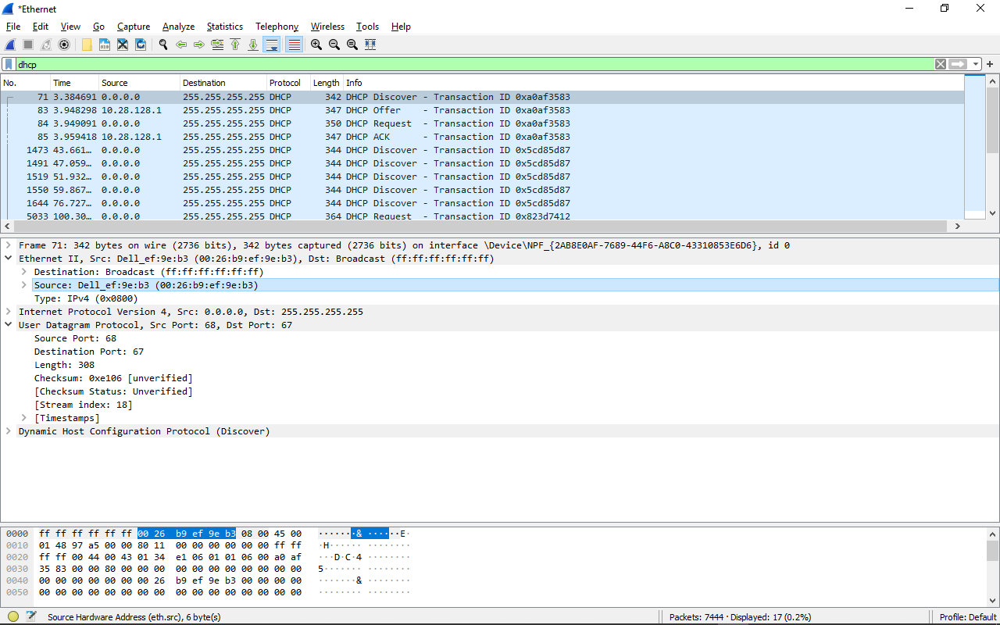 *Ethernet
File Edit View Go Capture Analyze Statistics Telephony Wireless Tools Help
dhcp
No. Time Source Destination Protocol Length Info
71 3.384691 0.0.0.0 255.255.255.255 DHCP 342 DHCP Discover - Transaction ID 0xa0af3583
83 3.948298 10.28.128.1 255.255.255.255 DHCP 347 DHCP Offer - Transaction ID 0xa0af3583
84 3.949091 0.0.0.0 255.255.255.255 DHCP 350 DHCP Request - Transaction ID 0xa0af3583
85 3.959418 10.28.128.1 255.255.255.255 DHCP 347 DHCP ACK - Transaction ID 0xa0af3583
1473 43.661… 0.0.0.0 255.255.255.255 DHCP 344 DHCP Discover - Transaction ID 0x5cd85d87
1491 47.059… 0.0.0.0 255.255.255.255 DHCP 344 DHCP Discover - Transaction ID 0x5cd85d87
1519 51.932… 0.0.0.0 255.255.255.255 DHCP 344 DHCP Discover - Transaction ID 0x5cd85d87
1550 59.867… 0.0.0.0 255.255.255.255 DHCP 344 DHCP Discover - Transaction ID 0x5cd85d87
1644 76.727… 0.0.0.0 255.255.255.255 DHCP 344 DHCP Discover - Transaction ID 0x5cd85d87
5033 100.30… 0.0.0.0 255.255.255.255 DHCP 364 DHCP Request - Transaction ID 0x823d7412
Frame 71: 342 bytes on wire (2736 bits), 342 bytes captured (2736 bits) on interface \Device\NPF_{2AB8E0AF-7689-44F6-A8C0-43310853E6D6}, id 0
Ethernet II, Src: Dell_ef:9e:b3 (00:26:b9:ef:9e:b3), Dst: Broadcast (ff:ff:ff:ff:ff:ff)
Destination: Broadcast (ff:ff:ff:ff:ff:ff)
Source: Dell_ef:9e:b3 (00:26:b9:ef:9e:b3)
Type: IPv4 (0x0800)
Internet Protocol Version 4, Src: 0.0.0.0, Dst: 255.255.255.255
User Datagram Protocol, Src Port: 68, Dst Port: 67
Source Port: 68
Destination Port: 67
Length: 308
Checksum: 0xe106 [unverified]
[Checksum Status: Unverified]
[Stream index: 18]
[Timestamps]
Dynamic Host Configuration Protocol (Discover)
0000 ff ff ff ff ff ff 00 26 b9 ef 9e b3 08 00 45 00 ·······& ······E·
0010 01 48 97 a5 00 00 80 11 00 00 00 00 00 00 ff ff ·H······ ········
0020 ff ff 00 44 00 43 01 34 e1 06 01 01 06 00 a0 af ···D·C·4 ········
0030 35 83 00 00 80 00 00 00 00 00 00 00 00 00 00 00 5······· ········
0040 00 00 00 00 00 00 00 26 b9 ef 9e b3 00 00 00 00 ·······& ········
0050 00 00 00 00 00 00 00 00 00 00 00 00 00 00 00 00 ········ ········
Source Hardware Address (eth.src), 6 byte(s)
Packets: 7444 · Displayed: 17 (0.2%)
Profile: Default